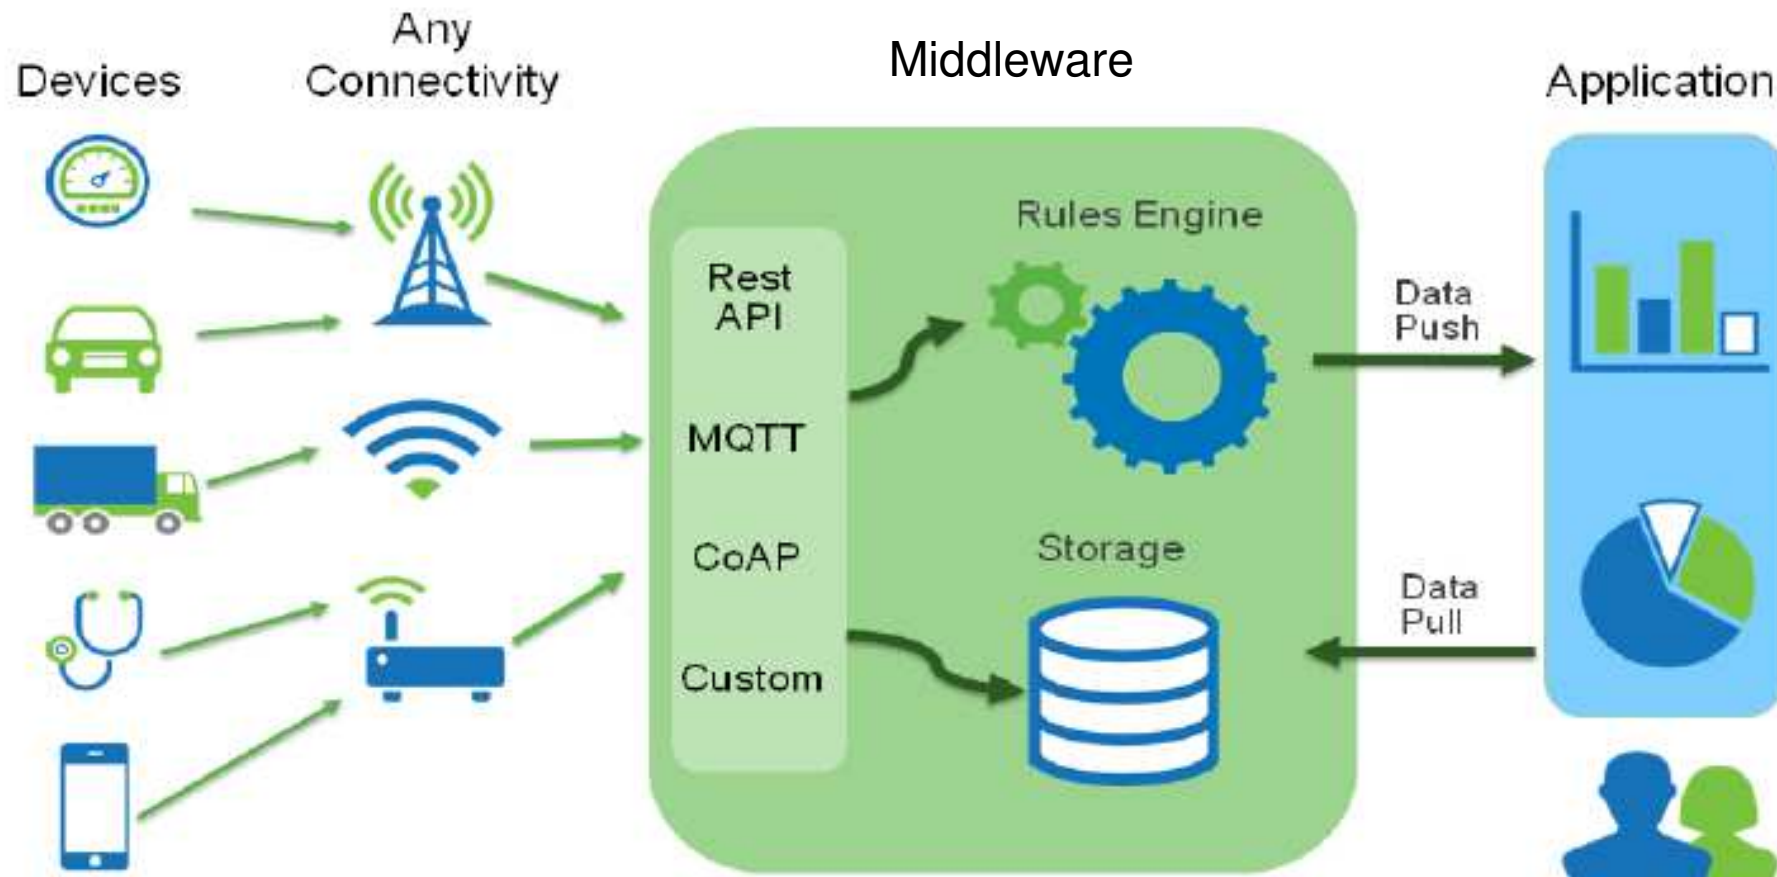 Devices
Any
Connectivity
Middleware
Application
Rest
API
MQTT
CoAP
Custom
Rules Engine
Storage
Data
Push
Data
Pull